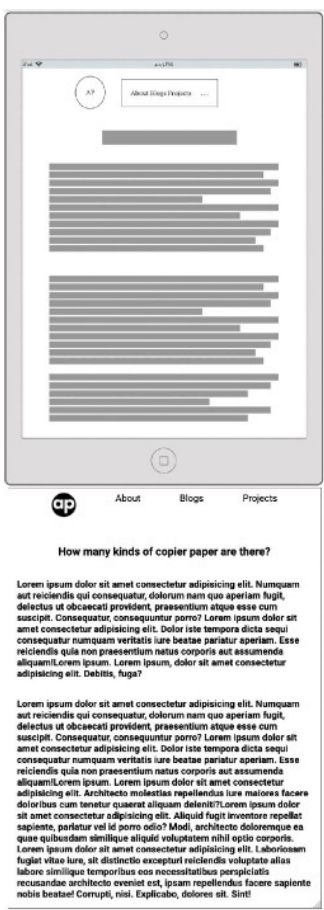 iPad
AP
About Blogs Projects ...
ap
About Blogs Projects
How many kinds of copier paper are there?
Lorem ipsum dolor sit amet consectetur adipisicing elit. Numquam
aut reiciendis qui consequatur, dolorum nam quo aperiam fugit,
delectus ut obcaecati provident, praesentium atque esse cum
suscipit. Consequatur, consequuntur porro? Lorem ipsum dolor sit
amet consectetur adipisicing elit. Dolor iste tempora dicta sequi
consequatur numquam veritatis iure beatae pariatur aperiam. Esse
reiciendis quia non praesentium natus corporis aut assumenda
aliquam!Lorem ipsum. Lorem ipsum, dolor sit amet consectetur
adipisicing elit. Debitis, fuga?
Lorem ipsum dolor sit amet consectetur adipisicing elit. Numquam
aut reiciendis qui consequatur, dolorum nam quo aperiam fugit,
delectus ut obcaecati provident, praesentium atque esse cum
suscipit. Consequatur, consequuntur porro? Lorem ipsum dolor sit
amet consectetur adipisicing elit. Dolor iste tempora dicta sequi
consequatur numquam veritatis iure beatae pariatur aperiam. Esse
reiciendis quia non praesentium natus corporis aut assumenda
aliquam!Lorem ipsum dolor sit amet consectetur adipisicing
elit. Architecto molestias repellendus iure maiores facere
doloribus cum tenetur quaerat aliquam deleniti?Lorem ipsum dolor
sit amet consectetur adipisicing elit. Aliquid fugit inventore repellat
sapiente, pariatur vel id porro odio? Modi, architecto doloremque ea
quae quibusdam similique aliquid voluptatem nihil optio corporis.
Lorem ipsum dolor sit amet consectetur adipisicing elit. Laboriosam
fugiat vitae iure, sit distinctio excepturi reiciendis voluptate alias
labore similique temporibus eos necessitatibus perspiciatis
recusandae architecto eveniet est, ipsam repellendus facere sapiente
nobis beatae! Corrupti, nisi. Explicabo, dolores sit. Sint!